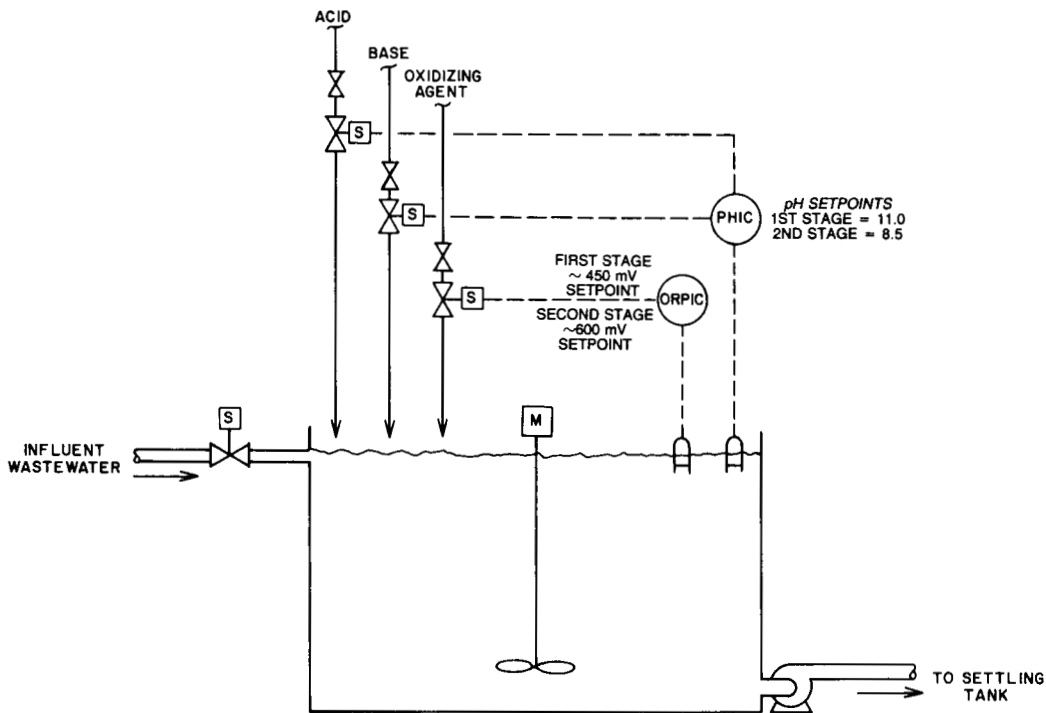 ACID
BASE
OXIDIZING
AGENT
S
S
S
PHIC
pH SETPOINTS
1ST STAGE = 11.0
2ND STAGE = 8.5
FIRST STAGE
~ 450 mV
SETPOINT
ORPIC
SECOND STAGE
~600 mV
SETPOINT
S
M
INFLUENT
WASTEWATER
TO SETTLING
TANK